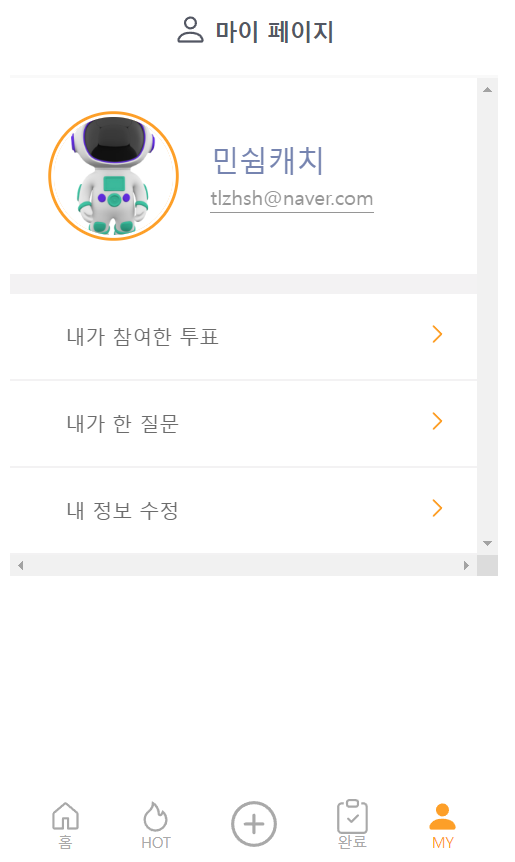 마이 페이지
민쉽캐치
tlzhsh@naver.com
내가 참여한 투표
내가 한 질문
내 정보 수정
홈
HOT
완료
MY